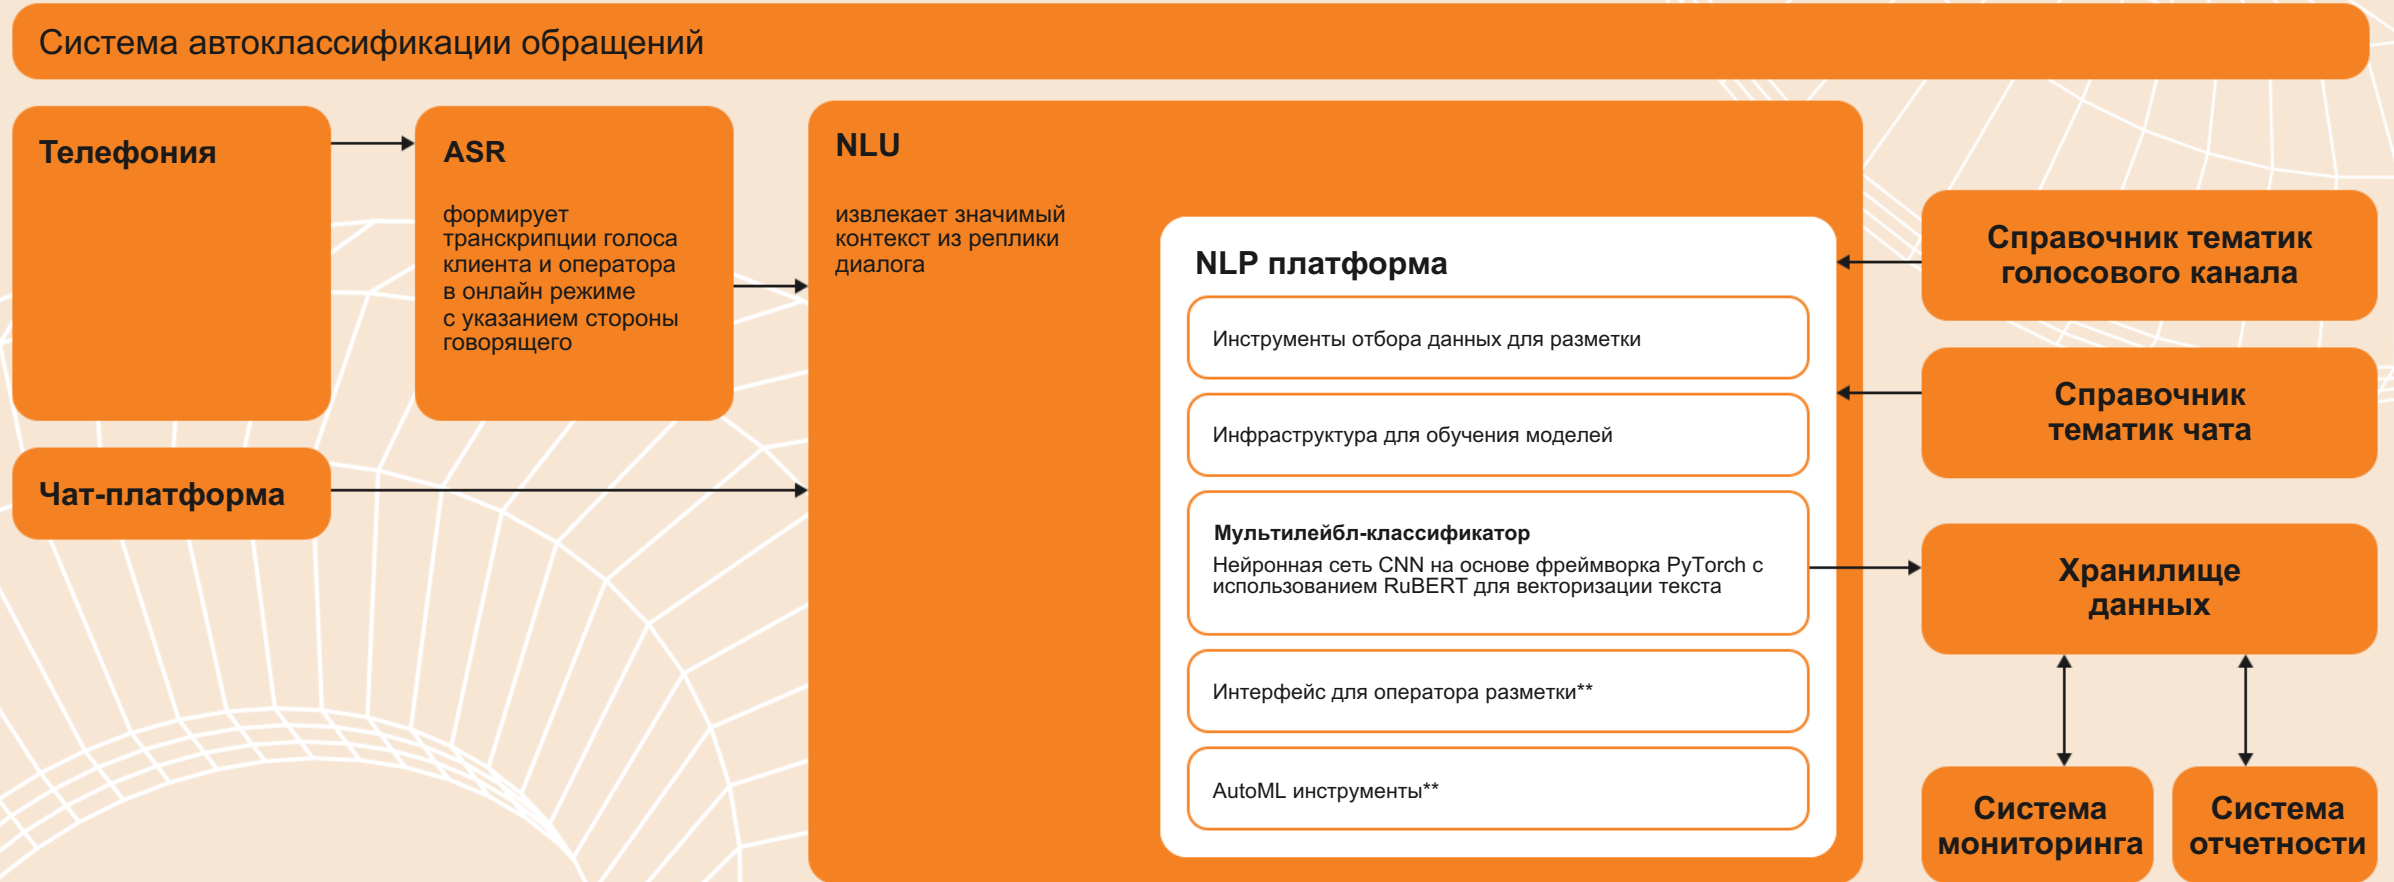 Система автоклассификации обращений
Телефония
ASR
формирует
транскрипции голоса
клиента и оператора
в онлайн режиме
с указанием стороны
говорящего
Чат-платформа
NLU
извлекает значимый
контекст из реплики
диалога
NLP платформа
Инструменты отбора данных для разметки
Инфраструктура для обучения моделей
Мультилейбл-классификатор
Нейронная сеть CNN на основе фреймворка PyTorch с
использованием RuBERT для векторизации текста
Интерфейс для оператора разметки**
AutoML инструменты**
Справочник тематик
голосового канала
Справочник
тематик чата
Хранилище
данных
Система
мониторинга
Система
отчетности